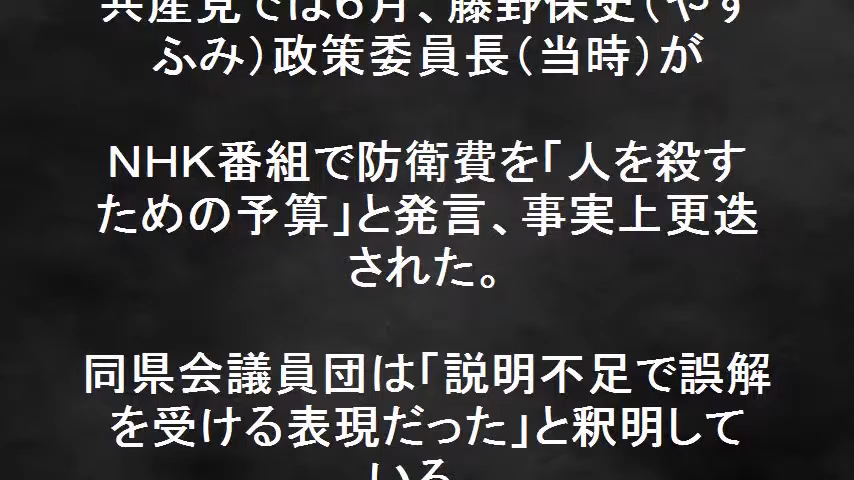 共産党では６月、藤野保史（やす
ふみ）政策委員長（当時）が
ＮＨＫ番組で防衛費を「人を殺す
ための予算」と発言、事実上更迭
された。
同県会議員団は「説明不足で誤解
を受ける表現だった」と釈明して
いる